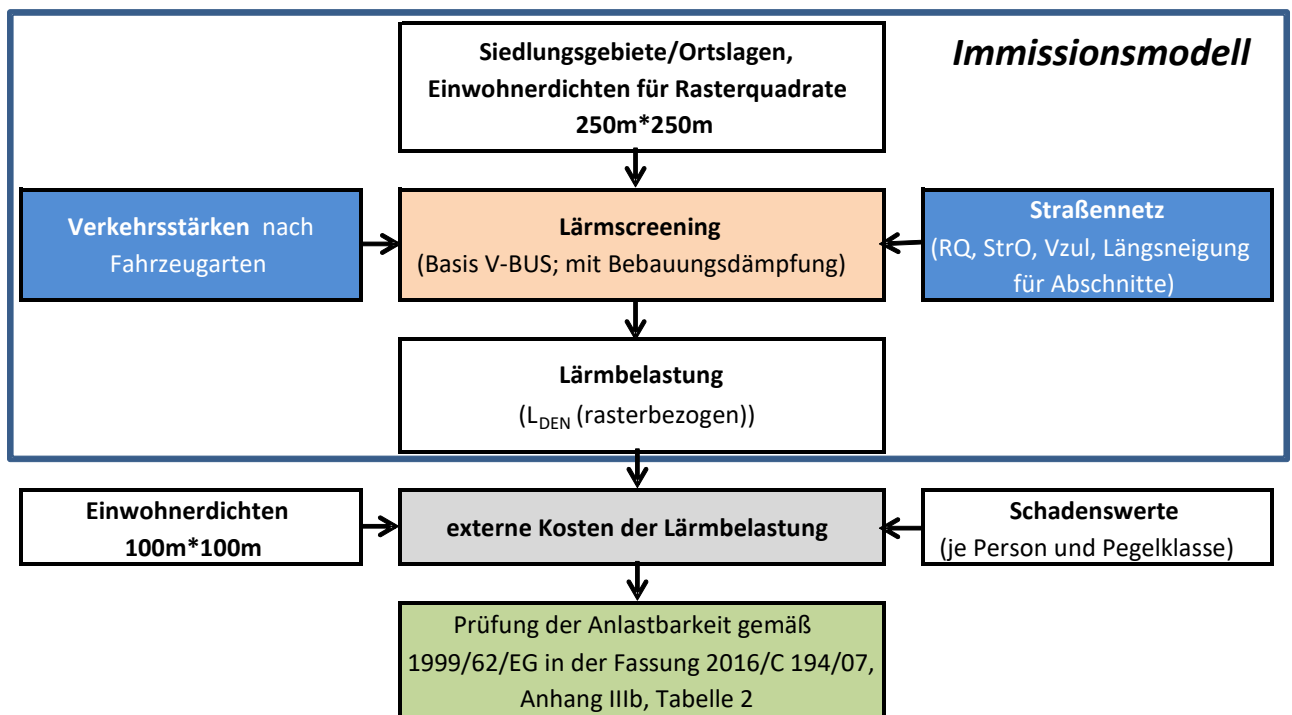 Immissionsmodell
Siedlungsgebiete/Ortslagen,
Einwohnerdichten für Rasterquadrate
250m*250m
Verkehrsstärken nach
Fahrzeugarten
Lärmscreening
(Basis V-BUS; mit Bebauungsdämpfung)
Straßennetz
(RQ, StrO, Vzul, Längsneigung
für Abschnitte)
Lärmbelastung
(LDEN (rasterbezogen))
Einwohnerdichten
100m*100m
externe Kosten der Lärmbelastung
Schadenswerte
(je Person und Pegelklasse)
Prüfung der Anlastbarkeit gemäß
1999/62/EG in der Fassung 2016/C 194/07,
Anhang IIIb, Tabelle 2